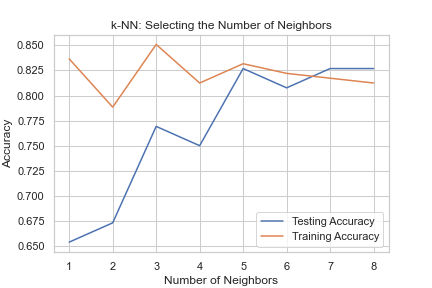 k-NN: Selecting the Number of Neighbors
0.850
0.825
0.800
0.775
0.750
0.725
0.700
0.675
0.650
Accuracy
Testing Accuracy
Training Accuracy
1 2 3 4 5 6 7 8
Number of Neighbors